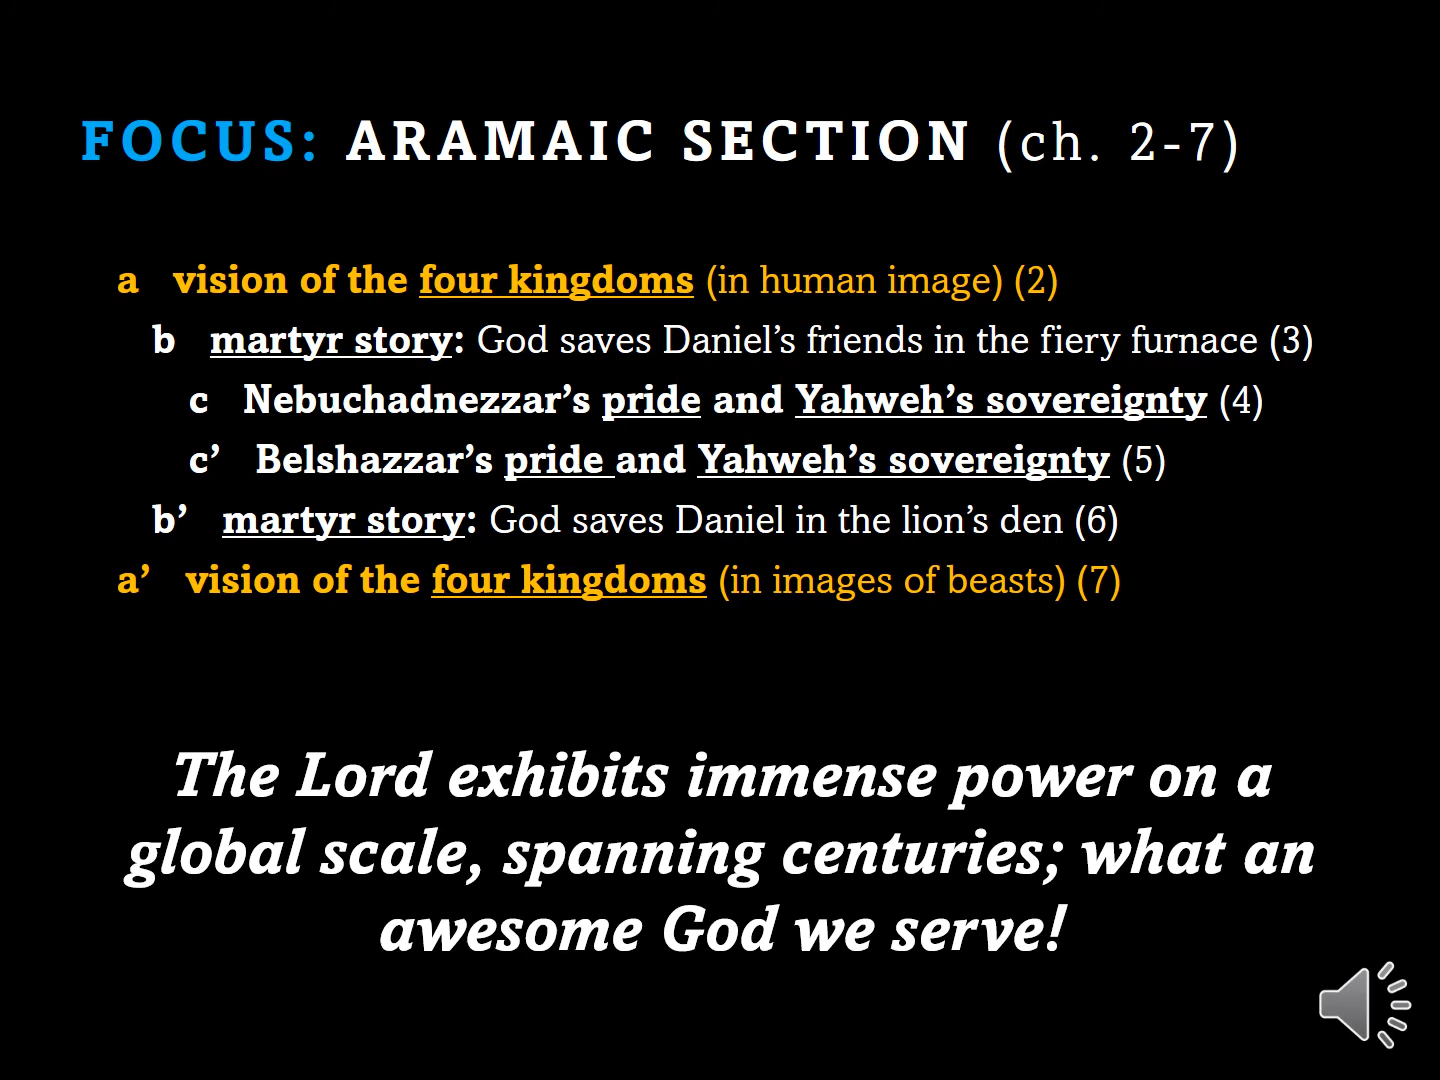 FOCUS: ARAMAIC SECTION (ch. 2-7)
a vision of the four kingdoms (in human image) (2)
b martyr story: God saves Daniel’s friends in the fiery furnace (3)
c Nebuchadnezzar’s pride and Yahweh’s sovereignty (4)
c’ Belshazzar’s pride and Yahweh’s sovereignty (5)
b’ martyr story: God saves Daniel in the lion’s den (6)
a’ vision of the four kingdoms (in images of beasts) (7)
The Lord exhibits immense power on a
global scale, spanning centuries; what an
awesome God we serve!